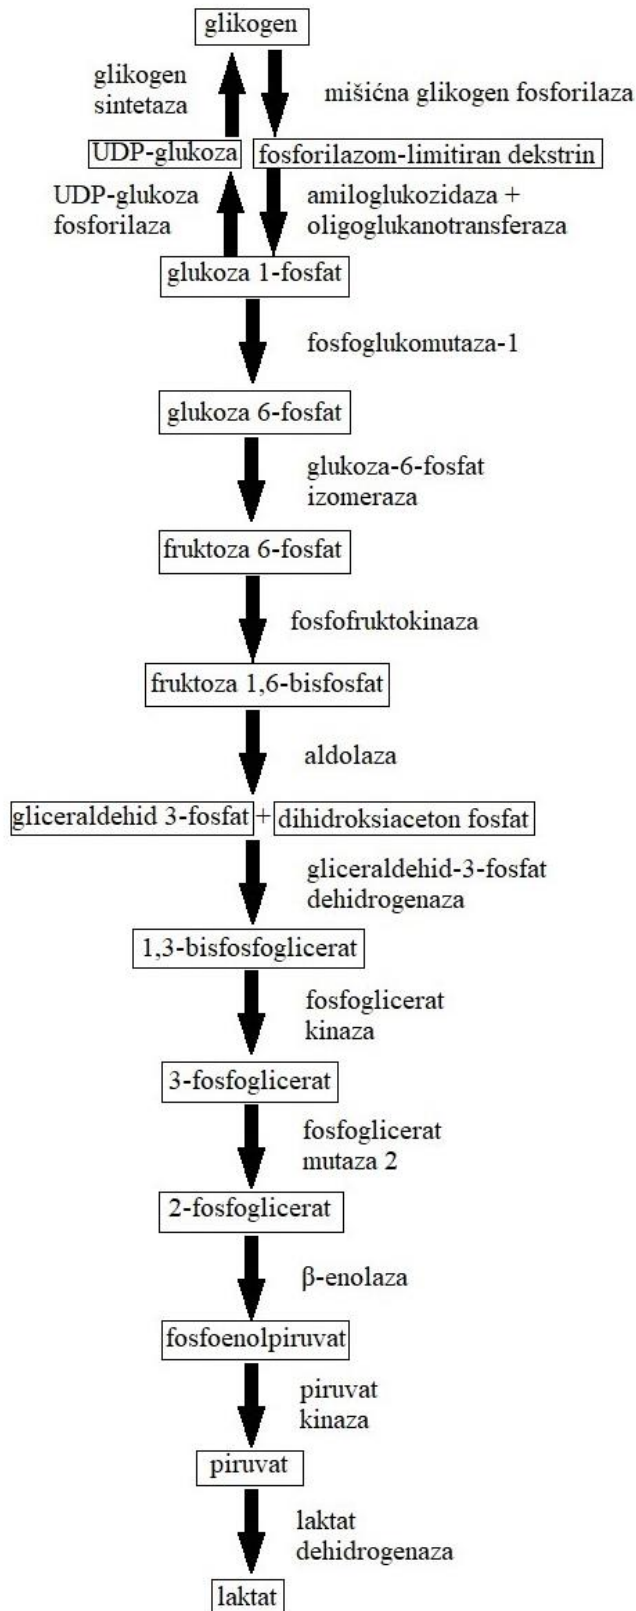 glikogen
glikogen
sintetaza
mišićna glikogen fosforilaza
UDP-glukoza
fosforilazom-limitiran dekstrin
UDP-glukoza
fosforilaza
amiloglukozidaza +
oligoglukanotransferaza
glukoza 1-fosfat
fosfoglukomutaza-1
glukoza 6-fosfat
glukoza-6-fosfat
izomeraza
fruktoza 6-fosfat
fosfofruktokinaza
fruktoza 1,6-bisfosfat
aldolaza
gliceraldehid 3-fosfat + dihidroksiaceton fosfat
gliceraldehid-3-fosfat
dehidrogenaza
1,3-bisfosfoglicerat
fosfoglicerat
kinaza
3-fosfoglicerat
fosfoglicerat
mutaza 2
2-fosfoglicerat
β-enolaza
fosfoenolpiruvat
piruvat
kinaza
piruvat
laktat
dehidrogenaza
laktat